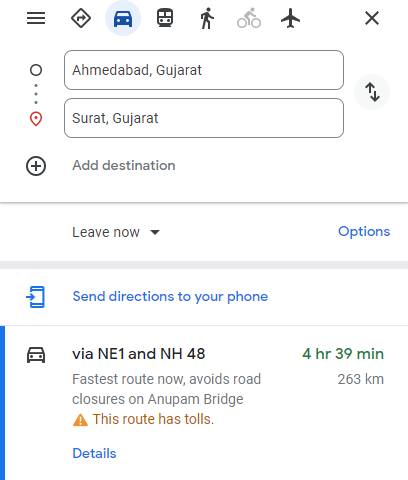 Ahmedabad, Gujarat
Surat, Gujarat
Add destination
Leave now
Options
Send directions to your phone
via NE1 and NH 48
4 hr 39 min
Fastest route now, avoids road
263 km
closures on Anupam Bridge
This route has tolls.
Details